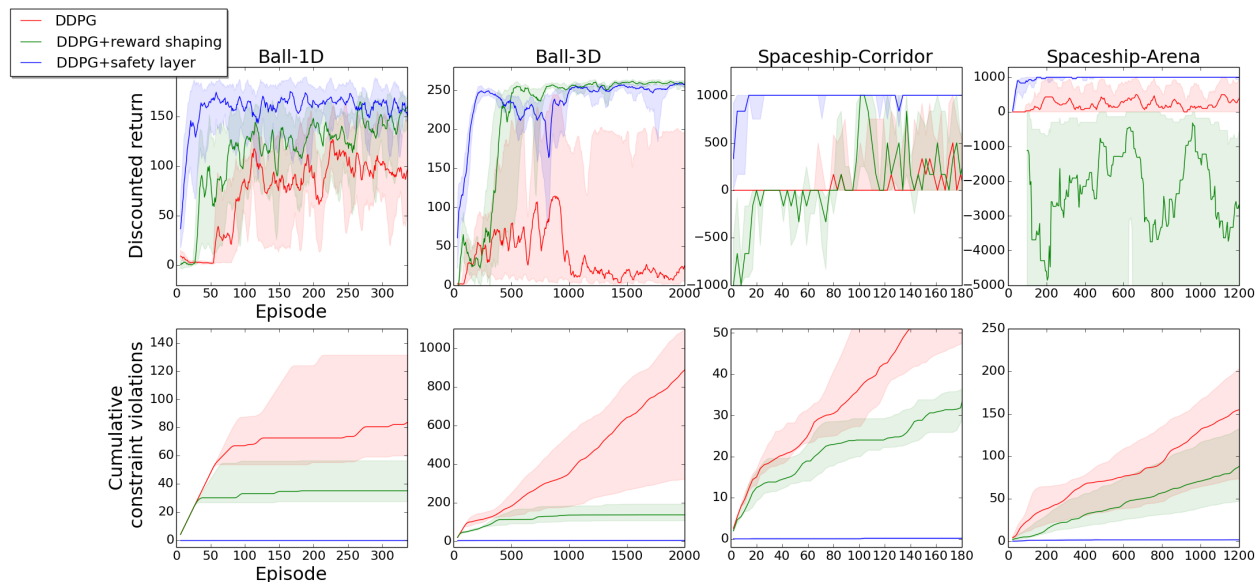 DDPG
DDPG+reward shaping
DDPG+safety layer
Ball-1D
Ball-3D
Spaceship-Corridor
Spaceship-Arena
Discounted return
150
100
50
0
0 50 100 150 200 250 300
Episode
250
200
150
100
50
0
0 500 1000 1500 2000
1000
500
0
−500
−1000
0 20 40 60 80 100 120 140 160 180
1000
0
−1000
−2000
−3000
−4000
−5000
0 200 400 600 800 1000 1200
Cumulative
constraint violations
140
120
100
80
60
40
20
0
0 50 100 150 200 250 300
Episode
1000
800
600
400
200
0
0 500 1000 1500 2000
50
40
30
20
10
0
0 20 40 60 80 100 120 140 160 180
250
200
150
100
50
0
0 200 400 600 800 1000 1200